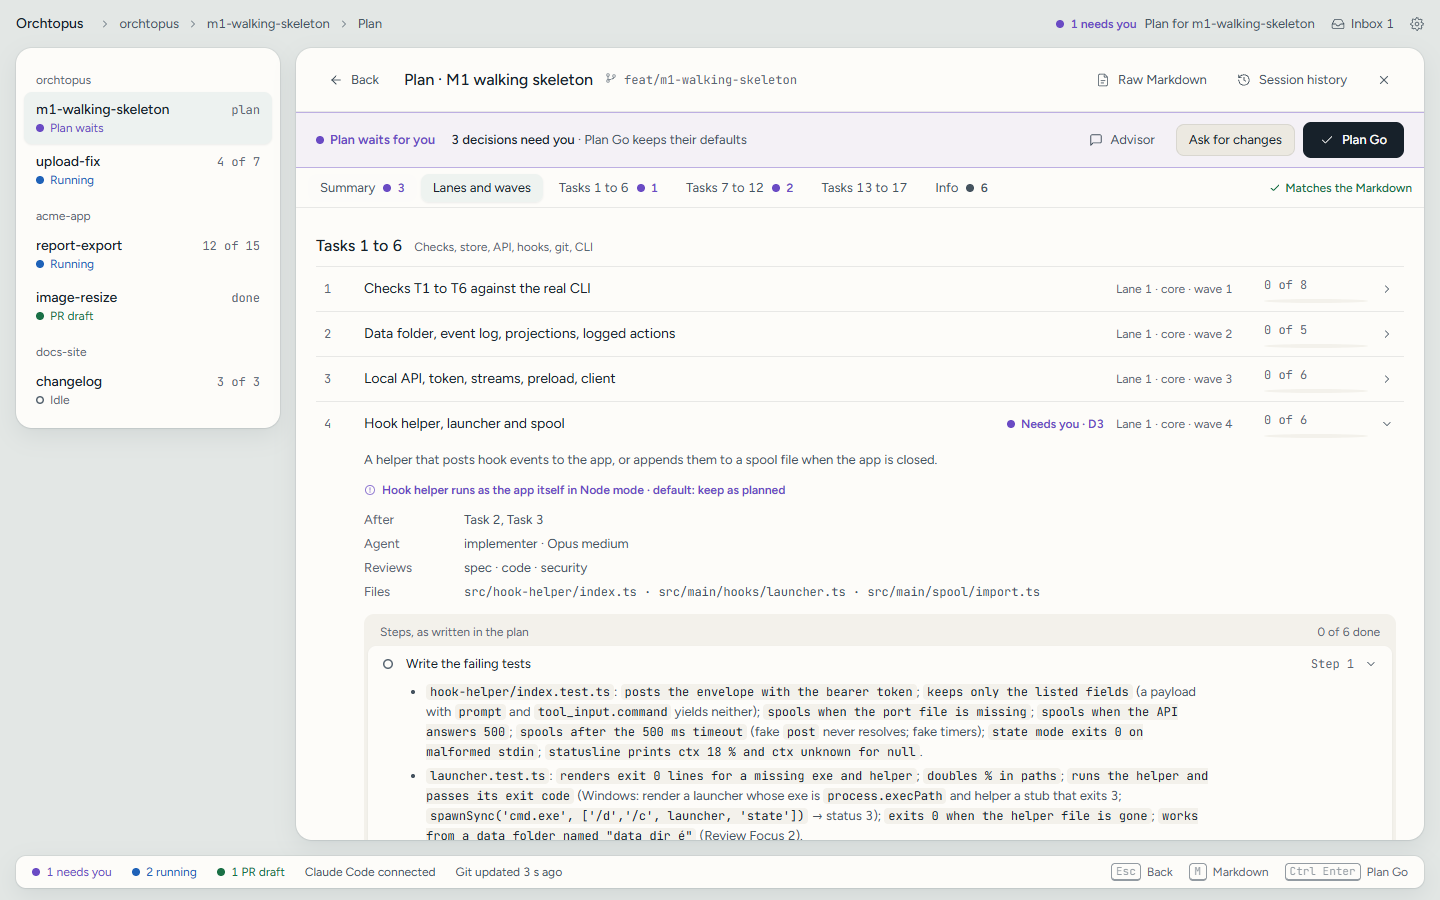 Orchtopus > orchtopus > m1-walking-skeleton > Plan
1 needs you Plan for m1-walking-skeleton Inbox 1
orchtopus
m1-walking-skeleton plan
Plan waits
upload-fix 4 of 7
Running
acme-app
report-export 12 of 15
Running
image-resize done
PR draft
docs-site
changelog 3 of 3
Idle
Back Plan · M1 walking skeleton feat/m1-walking-skeleton Raw Markdown Session history
Plan waits for you 3 decisions need you · Plan Go keeps their defaults Advisor Ask for changes Plan Go
Summary 3 Lanes and waves Tasks 1 to 6 1 Tasks 7 to 12 2 Tasks 13 to 17 Info 6 Matches the Markdown
Tasks 1 to 6 Checks, store, API, hooks, git, CLI
1 Checks T1 to T6 against the real CLI Lane 1 · core · wave 1 0 of 8
2 Data folder, event log, projections, logged actions Lane 1 · core · wave 2 0 of 5
3 Local API, token, streams, preload, client Lane 1 · core · wave 3 0 of 6
4 Hook helper, launcher and spool Needs you · D3 Lane 1 · core · wave 4 0 of 6
A helper that posts hook events to the app, or appends them to a spool file when the app is closed.
Hook helper runs as the app itself in Node mode · default: keep as planned
After Task 2, Task 3
Agent implementer · Opus medium
Reviews spec · code · security
Files src/hook-helper/index.ts · src/main/hooks/launcher.ts · src/main/spool/import.ts
Steps, as written in the plan 0 of 6 done
Write the failing tests Step 1
• hook-helper/index.test.ts: posts the envelope with the bearer token; keeps only the listed fields (a payload
with prompt and tool_input.command yields neither); spools when the port file is missing; spools when the API
answers 500; spools after the 500 ms timeout (fake post never resolves; fake timers); state mode exits 0 on
malformed stdin; statusline prints ctx 18 % and ctx unknown for null.
• launcher.test.ts: renders exit 0 lines for a missing exe and helper; doubles % in paths; runs the helper and
passes its exit code (Windows: render a launcher whose exe is process.execPath and helper a stub that exits 3;
spawnSync('cmd.exe', ['/d','/c', launcher, 'state']) → status 3); exits 0 when the helper file is gone; works
from a data folder named "data dir é" (Review Focus 2).
1 needs you 2 running 1 PR draft Claude Code connected Git updated 3 s ago Esc Back M Markdown Ctrl Enter Plan Go